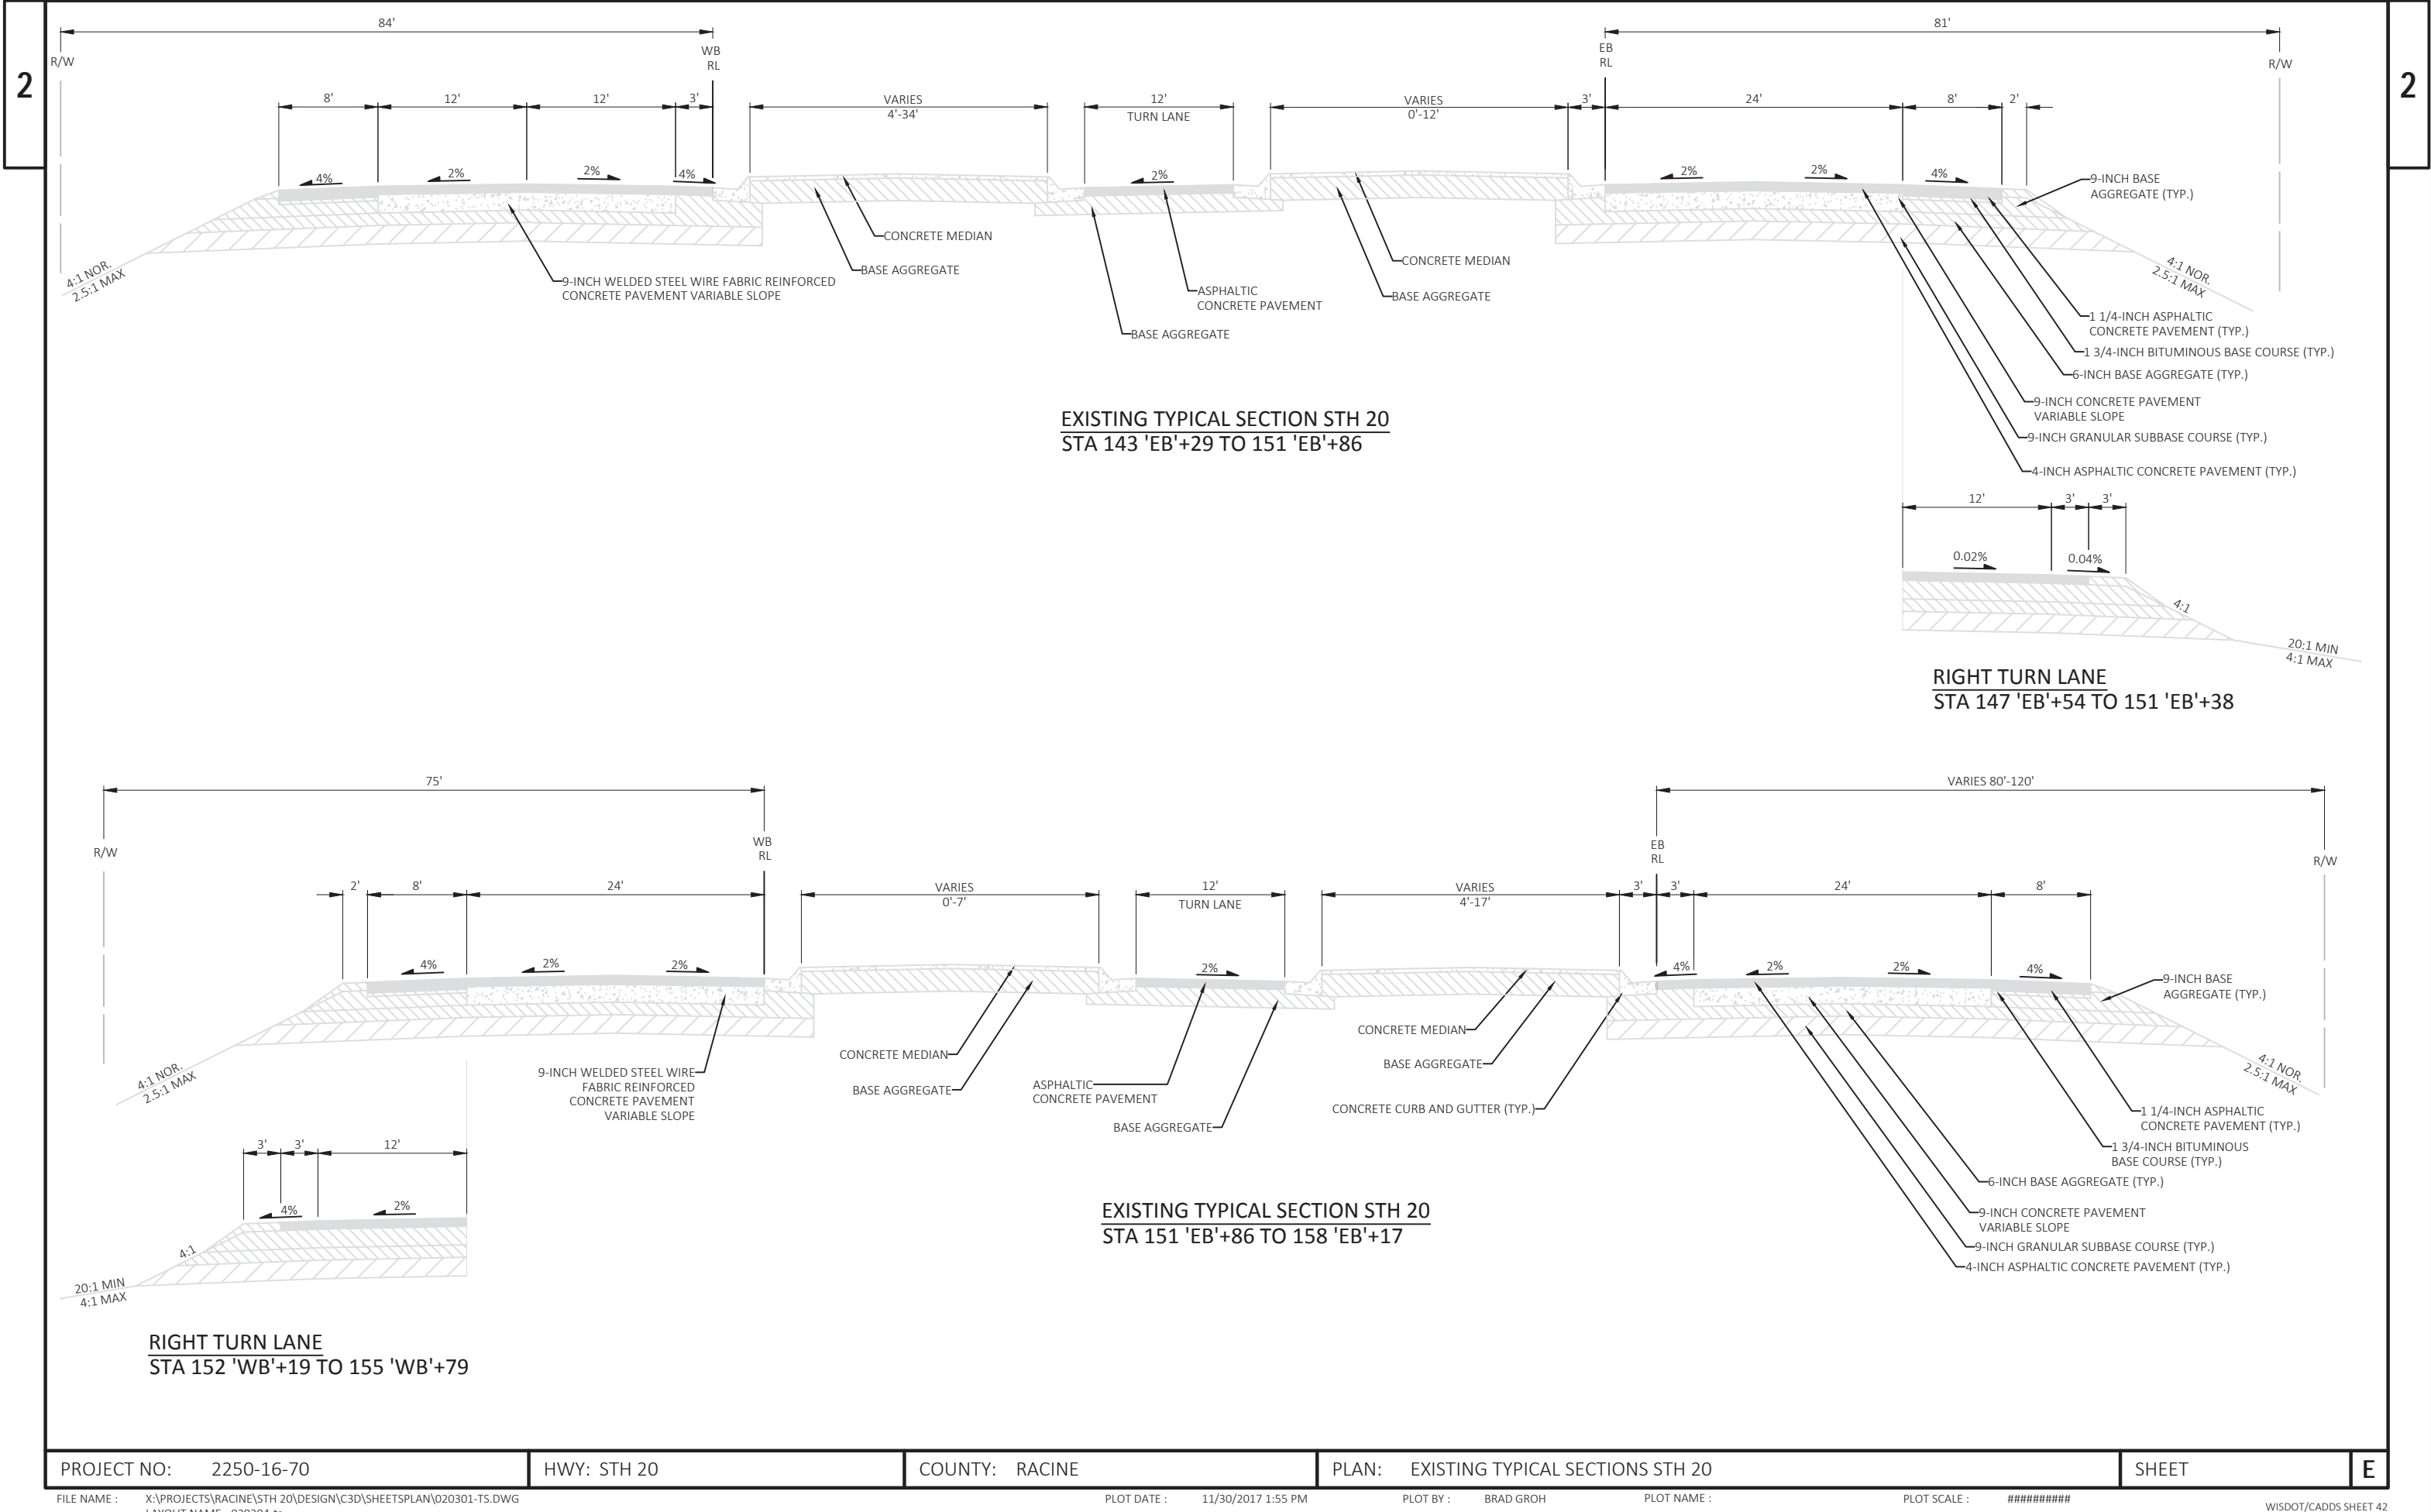 84'
WB
RL
R/W
EB
RL
81'
R/W
2
2
8'
12'
12'
3'
VARIES
4'-34'
12'
TURN LANE
VARIES
0'-12'
3'
24'
8'
2'
4%
2%
2%
4%
2%
2%
2%
4%
9-INCH BASE
AGGREGATE (TYP.)
CONCRETE MEDIAN
BASE AGGREGATE
9-INCH WELDED STEEL WIRE FABRIC REINFORCED
CONCRETE PAVEMENT VARIABLE SLOPE
4:1 NOR.
2.5:1 MAX
ASPHALTIC
CONCRETE PAVEMENT
BASE AGGREGATE
CONCRETE MEDIAN
BASE AGGREGATE
4:1 NOR.
2.5:1 MAX
1 1/4-INCH ASPHALTIC
CONCRETE PAVEMENT (TYP.)
1 3/4-INCH BITUMINOUS BASE COURSE (TYP.)
6-INCH BASE AGGREGATE (TYP.)
9-INCH CONCRETE PAVEMENT
VARIABLE SLOPE
9-INCH GRANULAR SUBBASE COURSE (TYP.)
4-INCH ASPHALTIC CONCRETE PAVEMENT (TYP.)
EXISTING TYPICAL SECTION STH 20
STA 143 'EB'+29 TO 151 'EB'+86
12'
3'
3'
0.02%
0.04%
4:1
20:1 MIN
4:1 MAX
RIGHT TURN LANE
STA 147 'EB'+54 TO 151 'EB'+38
75'
WB
RL
R/W
VARIES 80'-120'
EB
RL
R/W
2'
8'
24'
VARIES
0'-7'
12'
TURN LANE
VARIES
4'-17'
3'
3'
24'
8'
4%
2%
2%
2%
4%
2%
2%
4%
9-INCH BASE
AGGREGATE (TYP.)
4:1 NOR.
2.5:1 MAX
9-INCH WELDED STEEL WIRE
FABRIC REINFORCED
CONCRETE PAVEMENT
VARIABLE SLOPE
CONCRETE MEDIAN
BASE AGGREGATE
ASPHALTIC
CONCRETE PAVEMENT
BASE AGGREGATE
CONCRETE MEDIAN
BASE AGGREGATE
CONCRETE CURB AND GUTTER (TYP.)
4:1 NOR.
2.5:1 MAX
1 1/4-INCH ASPHALTIC
CONCRETE PAVEMENT (TYP.)
1 3/4-INCH BITUMINOUS
BASE COURSE (TYP.)
6-INCH BASE AGGREGATE (TYP.)
9-INCH CONCRETE PAVEMENT
VARIABLE SLOPE
9-INCH GRANULAR SUBBASE COURSE (TYP.)
4-INCH ASPHALTIC CONCRETE PAVEMENT (TYP.)
EXISTING TYPICAL SECTION STH 20
STA 151 'EB'+86 TO 158 'EB'+17
3'
3'
12'
4%
2%
4:1
20:1 MIN
4:1 MAX
RIGHT TURN LANE
STA 152 'WB'+19 TO 155 'WB'+79
PROJECT NO: 2250-16-70
HWY: STH 20
COUNTY: RACINE
PLAN: EXISTING TYPICAL SECTIONS STH 20
SHEET
E
FILE NAME : X:\PROJECTS\RACINE\STH 20\DESIGN\C3D\SHEETSPLAN\020301-TS.DWG
PLOT DATE : 11/30/2017 1:55 PM
PLOT BY : BRAD GROH
PLOT NAME :
PLOT SCALE : ##########
WISDOT/CADDS SHEET 42